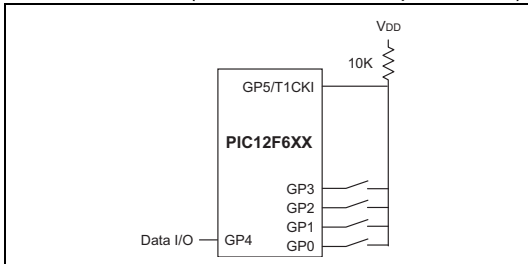 VDD
10K
GP5/T1CKI
PIC12F6XX
GP3
GP2
GP1
Data I/O GP4
GP0